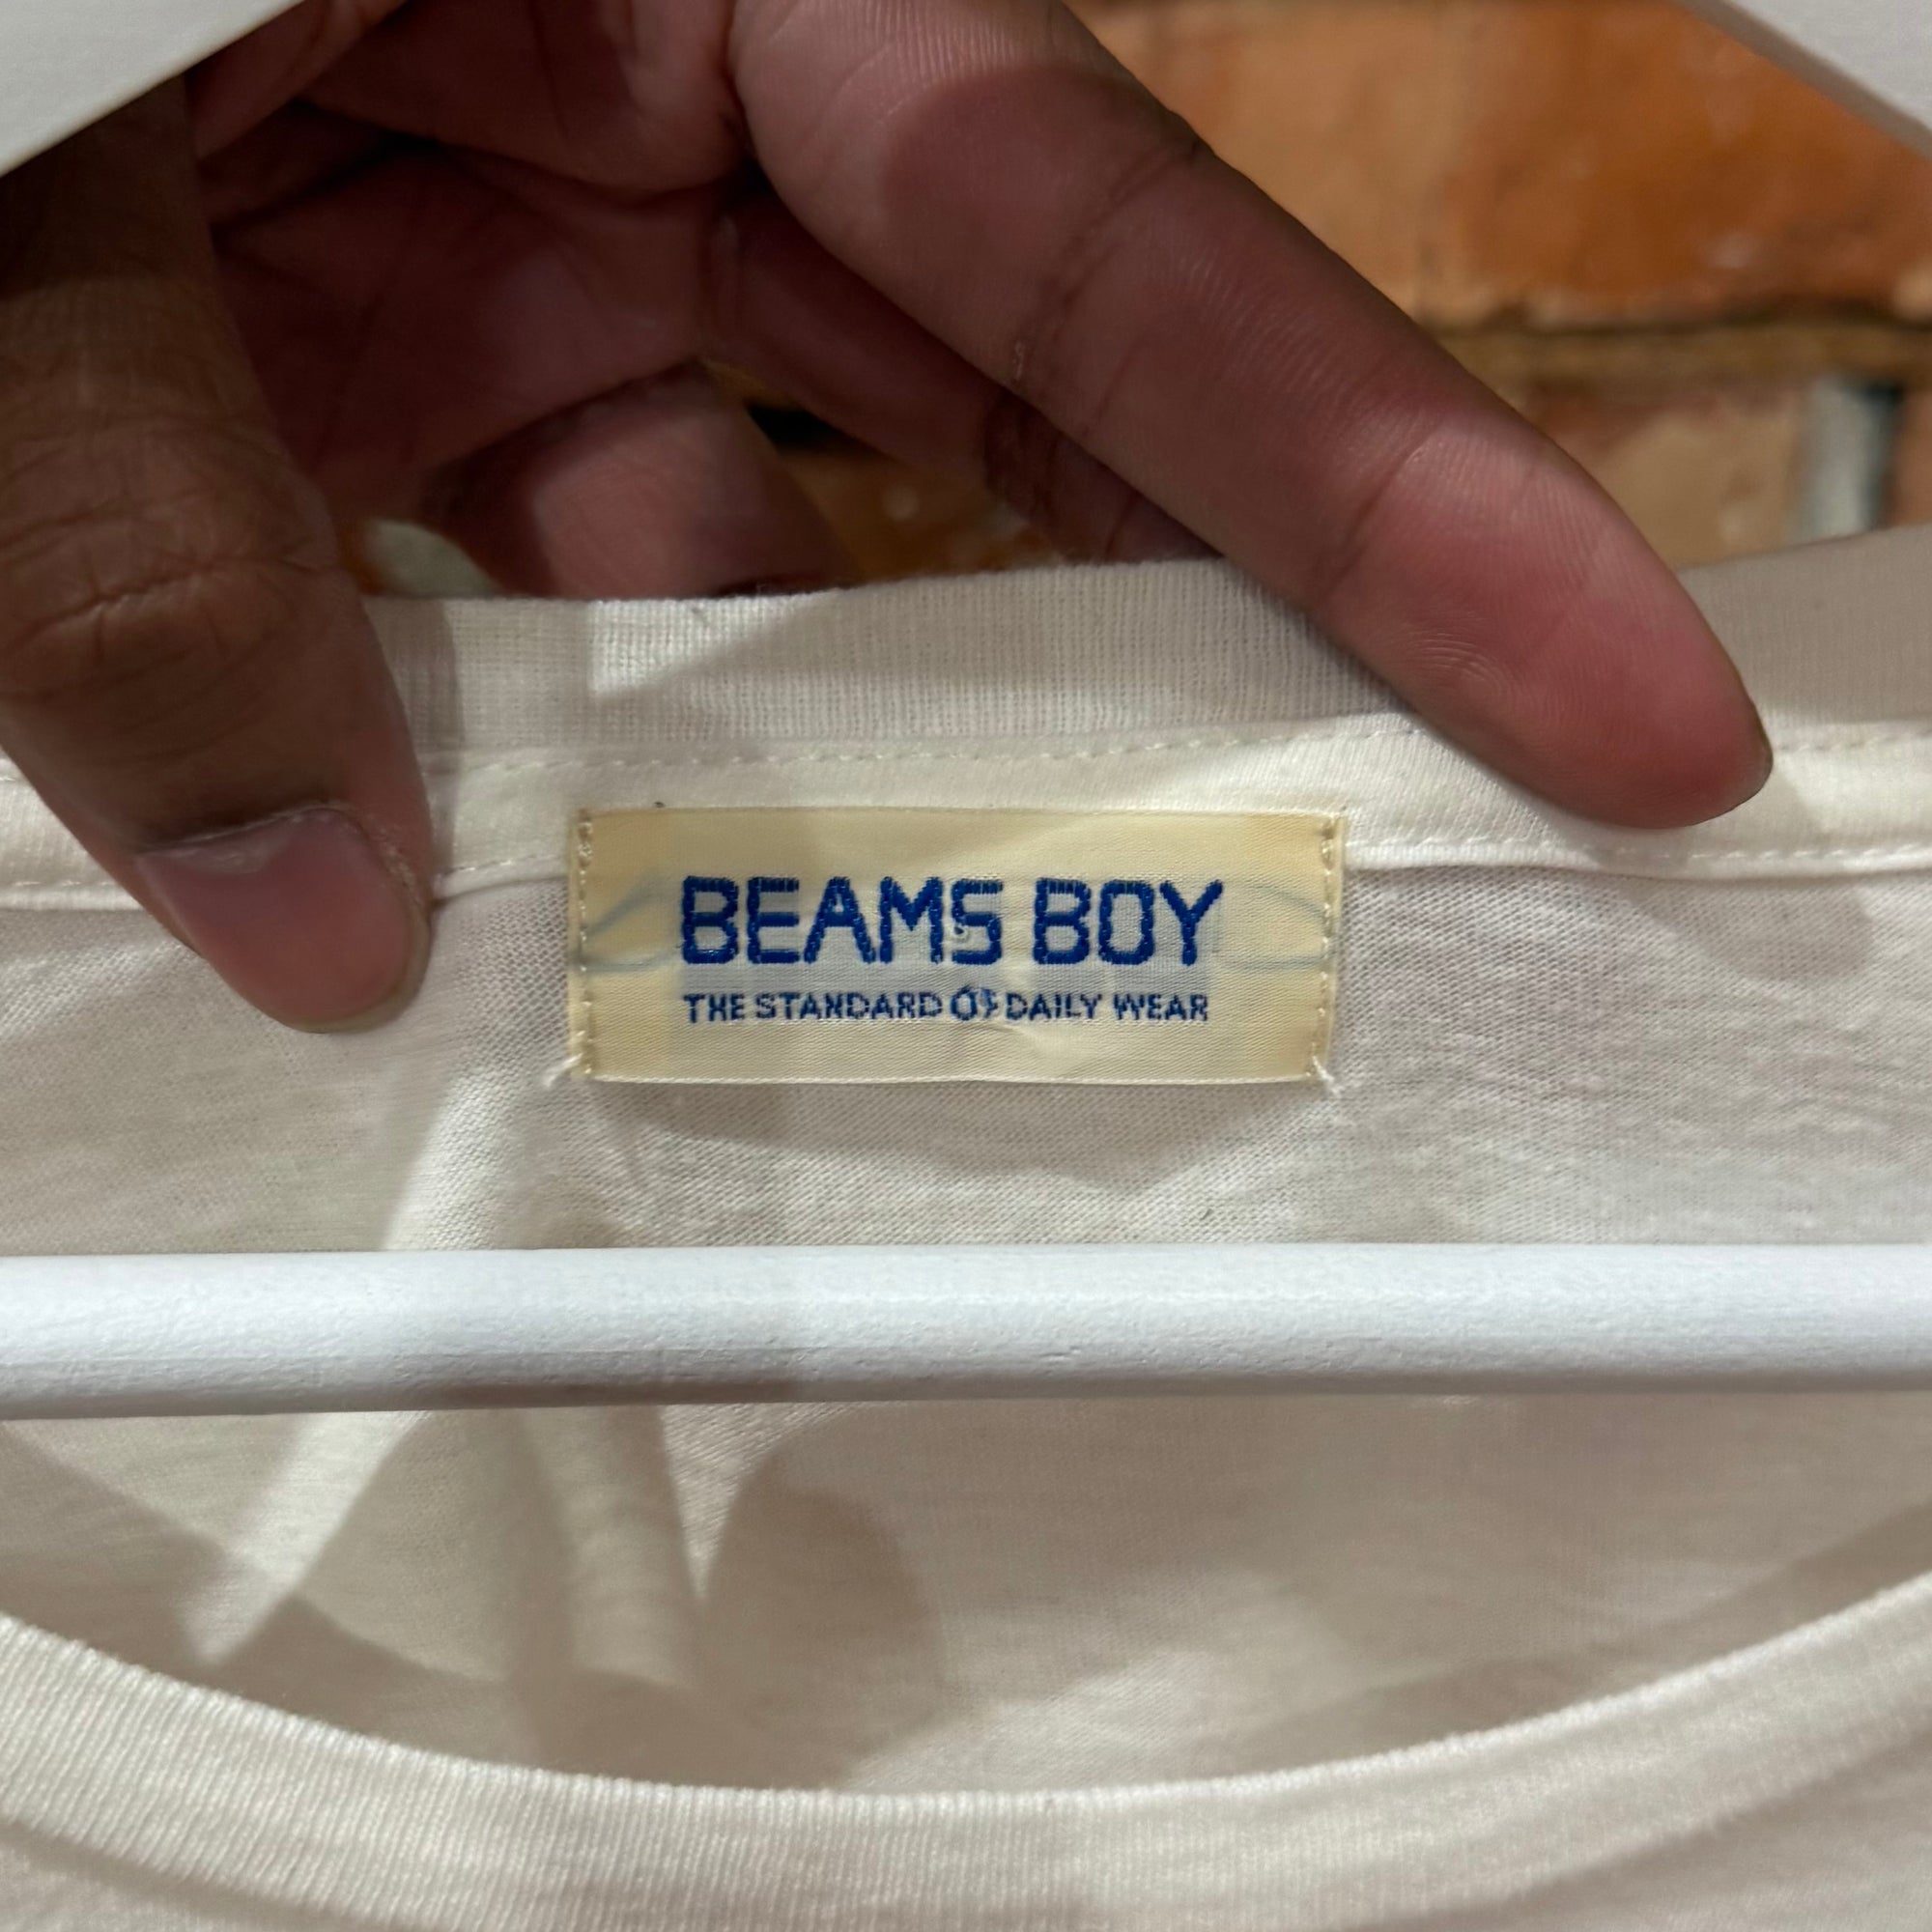 BEAMS BOY
THE STANDARD OF DAILY WEAR